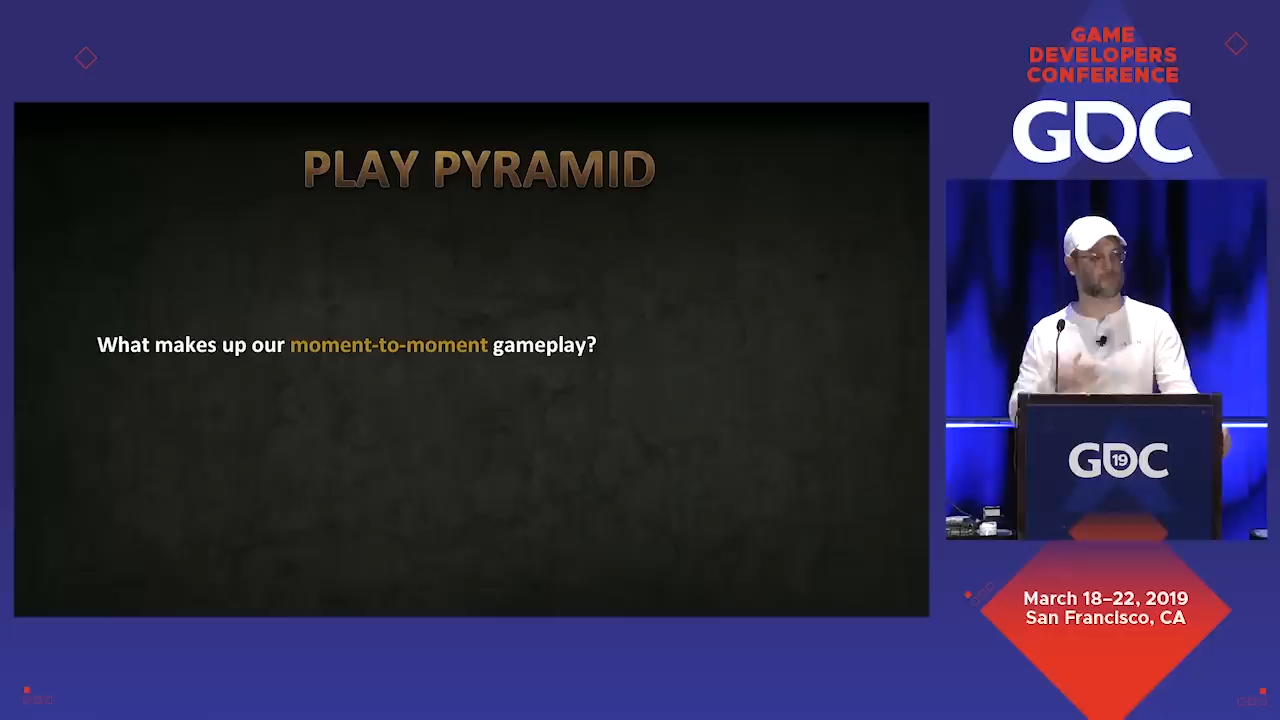 GAME
DEVELOPERS
CONFERENCE
GDC
PLAY PYRAMID
What makes up our moment-to-moment gameplay?
GDC
19
March 18–22, 2019
San Francisco, CA